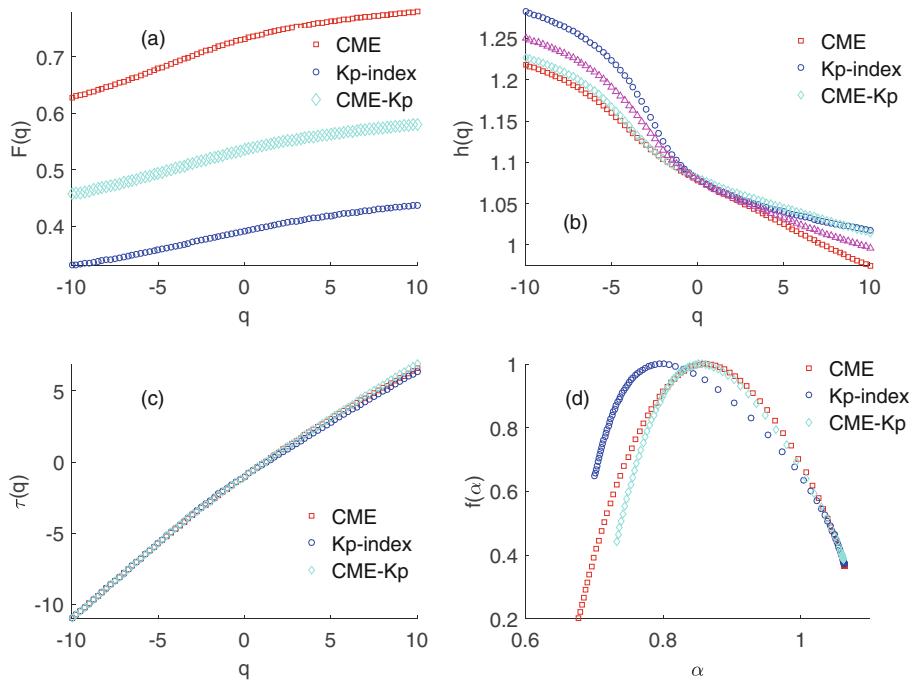 (a)
CME
Kp-index
CME-Kp
F(q)
0.7
0.6
0.5
0.4
-10 -5 0 5 10
q
(b)
CME
Kp-index
CME-Kp
h(q)
1.25
1.2
1.15
1.1
1.05
1
-10 -5 0 5 10
q
(c)
CME
Kp-index
CME-Kp
τ(q)
5
0
-5
-10
-10 -5 0 5 10
q
(d)
CME
Kp-index
CME-Kp
f(α)
1
0.8
0.6
0.4
0.2
0.6 0.8 1
α